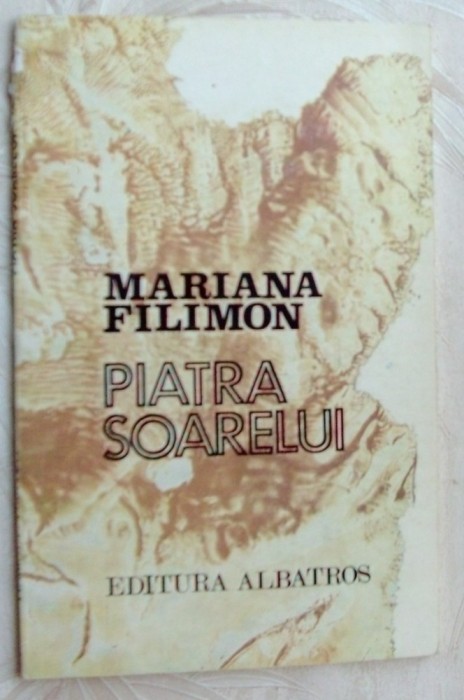 MARIANA
FILIMON
PIATRA
SOARELUI
EDITURA ALBATROS